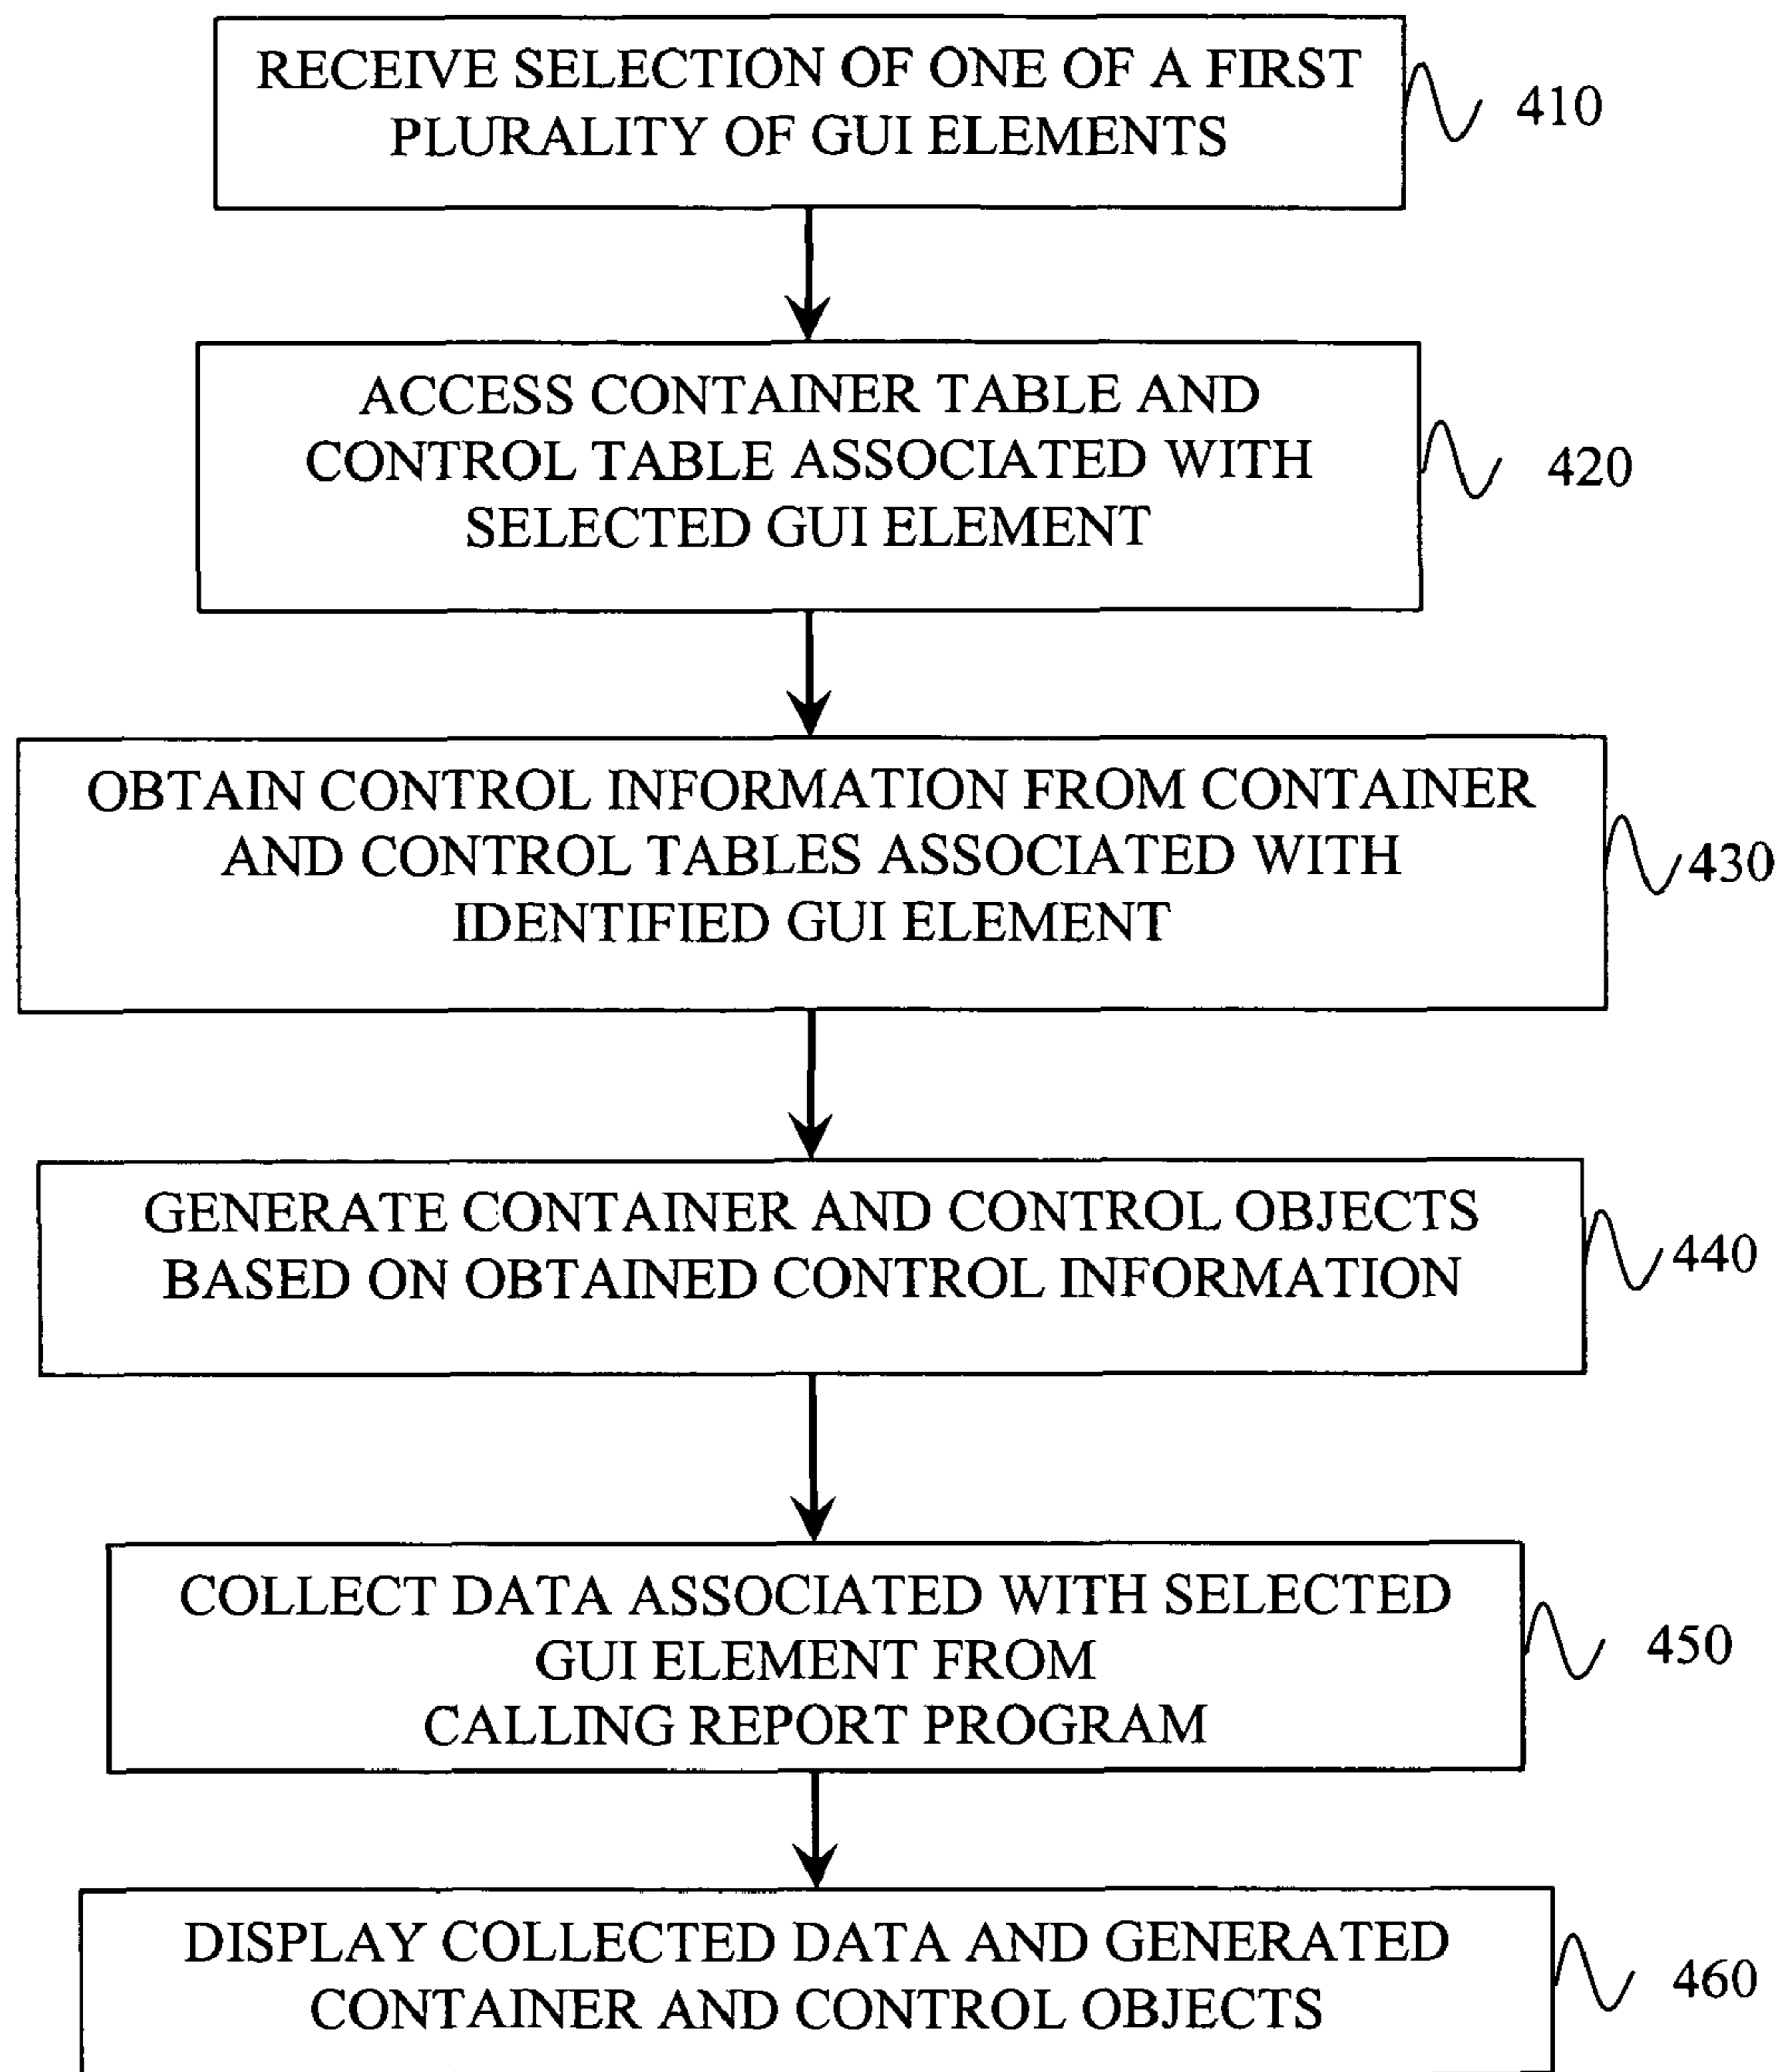 RECEIVE SELECTION OF ONE OF A FIRST
PLURALITY OF GUI ELEMENTS
410
ACCESS CONTAINER TABLE AND
CONTROL TABLE ASSOCIATED WITH
SELECTED GUI ELEMENT
420
OBTAIN CONTROL INFORMATION FROM CONTAINER
AND CONTROL TABLES ASSOCIATED WITH
IDENTIFIED GUI ELEMENT
430
GENERATE CONTAINER AND CONTROL OBJECTS
BASED ON OBTAINED CONTROL INFORMATION
440
COLLECT DATA ASSOCIATED WITH SELECTED
GUI ELEMENT FROM
CALLING REPORT PROGRAM
450
DISPLAY COLLECTED DATA AND GENERATED
CONTAINER AND CONTROL OBJECTS
460